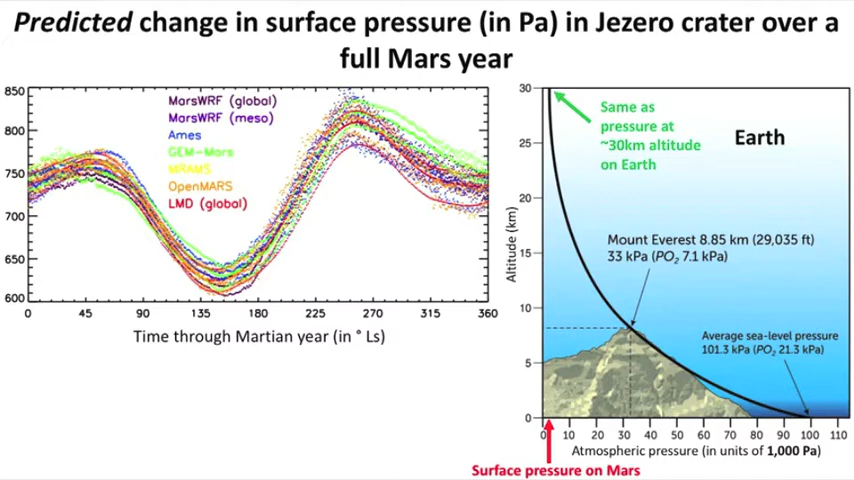 Predicted change in surface pressure (in Pa) in Jezero crater over a
full Mars year
850
800
750
700
650
600
0 45 90 135 180 225 270 315 360
Time through Martian year (in ° Ls)
MarsWRF (global)
MarsWRF (meso)
Ames
GEM-Mars
MRAMS
OpenMARS
LMD (global)
30
25
20
15
10
5
0
Altitude (km)
Same as
pressure at
~30km altitude
on Earth
Earth
Mount Everest 8.85 km (29,035 ft)
33 kPa (PO2 7.1 kPa)
Average sea-level pressure
101.3 kPa (PO2 21.3 kPa)
0 10 20 30 40 50 60 70 80 90 100 110
Atmospheric pressure (in units of 1,000 Pa)
Surface pressure on Mars